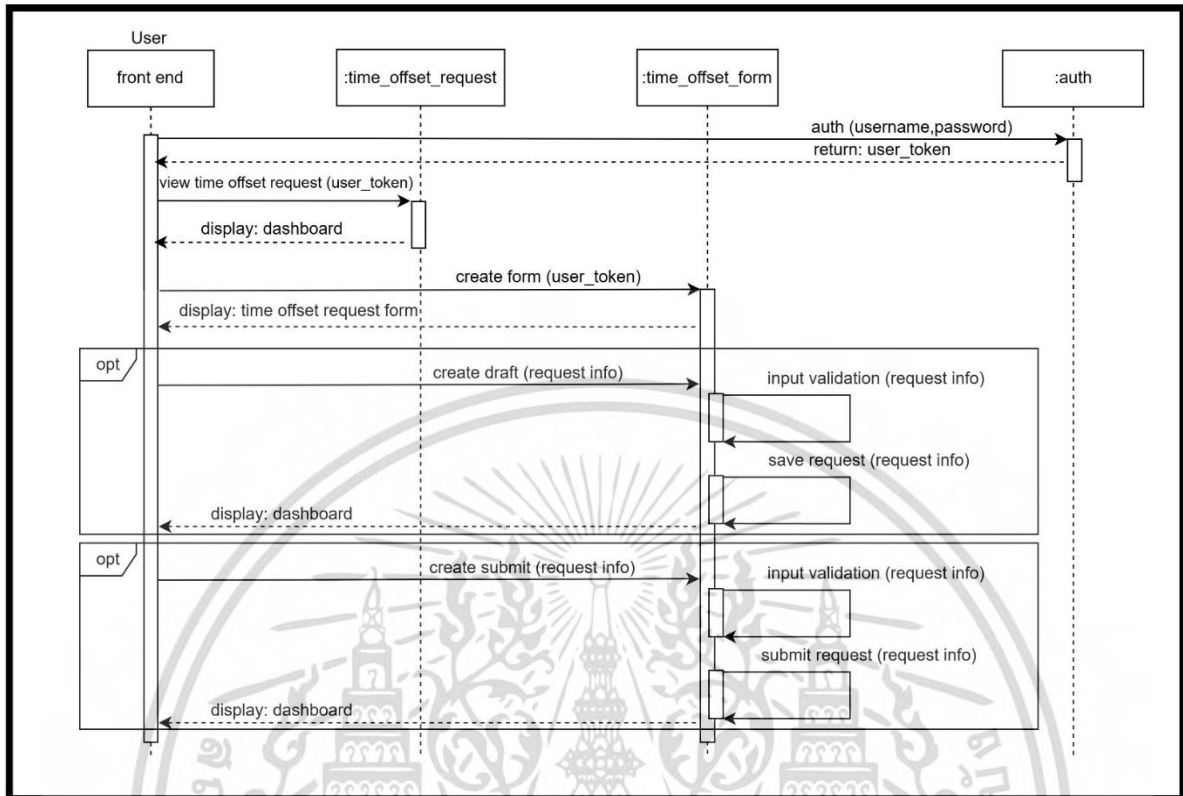 User
front end
:time_offset_request
:time_offset_form
:auth
auth (username,password)
return: user_token
view time offset request (user_token)
display: dashboard
create form (user_token)
display: time offset request form
opt
create draft (request info)
input validation (request info)
save request (request info)
display: dashboard
opt
create submit (request info)
input validation (request info)
submit request (request info)
display: dashboard